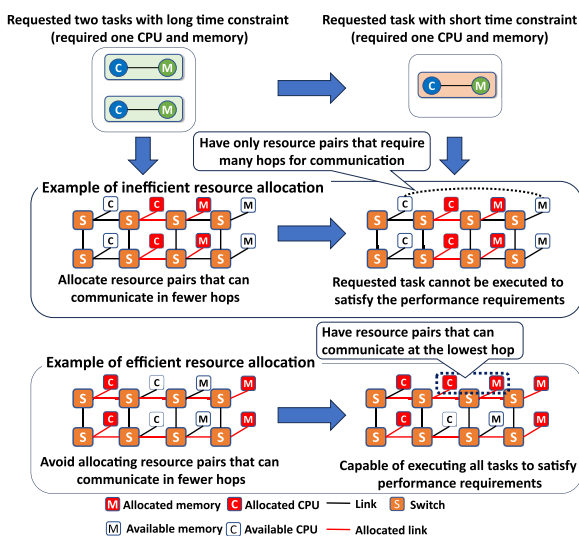 Requested two tasks with long time constraint
(required one CPU and memory)
Requested task with short time constraint
(required one CPU and memory)
C M
C M
C M
Have only resource pairs that require
many hops for communication
Example of inefficient resource allocation
C C M M
S S S S
C C M M
S S S S
Allocate resource pairs that can
communicate in fewer hops
C C M M
S S S S
C C M M
S S S S
Requested task cannot be executed to
satisfy the performance requirements
Have resource pairs that can
communicate at the lowest hop
Example of efficient resource allocation
C C M M
S S S S
C C M M
S S S S
Avoid allocating resource pairs that can
communicate in fewer hops
C C M M
S S S S
C C M M
S S S S
Capable of executing all tasks to satisfy
performance requirements
M Allocated memory C Allocated CPU Link S Switch
M Available memory C Available CPU Allocated link